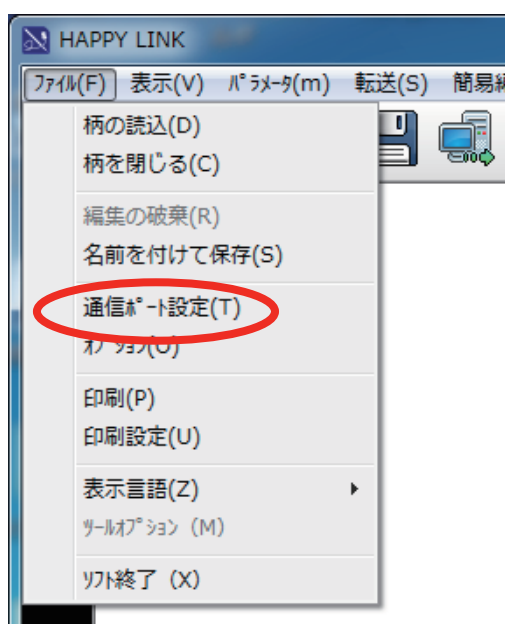 HAPPY LINK
ﾌｧｲﾙ(F) 表示(V) ﾊﾟﾗﾒｰﾀ(m) 転送(S) 簡易
柄の読込(D)
柄を閉じる(C)
編集の破棄(R)
名前を付けて保存(S)
通信ﾎﾟｰﾄ設定(T)
ｵﾌﾟｼｮﾝ(O)
印刷(P)
印刷設定(U)
表示言語(Z)
ﾂｰﾙｵﾌﾟｼｮﾝ (M)
ｿﾌﾄ終了 (X)